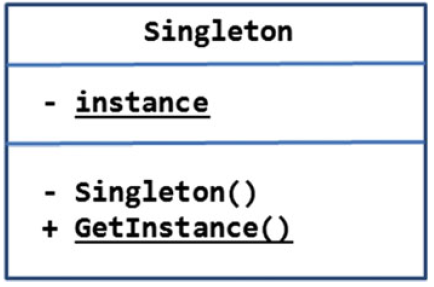 Singleton
- instance
- Singleton()
+ GetInstance()